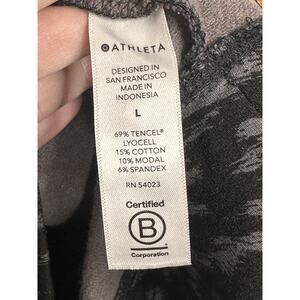 ATHLETA
DESIGNED IN
SAN FRANCISCO
MADE IN
INDONESIA
L
69% TENCEL®
LYOCELL
15% COTTON
10% MODAL
6% SPANDEX
RN 54023
Certified
B
Corporation